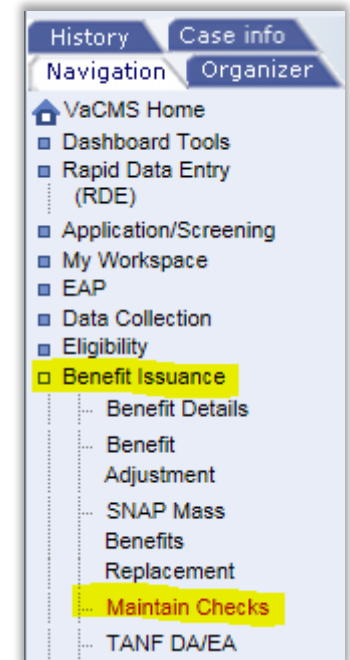 History Case info
Navigation Organizer
VaCMS Home
Dashboard Tools
Rapid Data Entry
(RDE)
Application/Screening
My Workspace
EAP
Data Collection
Eligibility
Benefit Issuance
Benefit Details
Benefit
Adjustment
SNAP Mass
Benefits
Replacement
Maintain Checks
TANF DA/EA